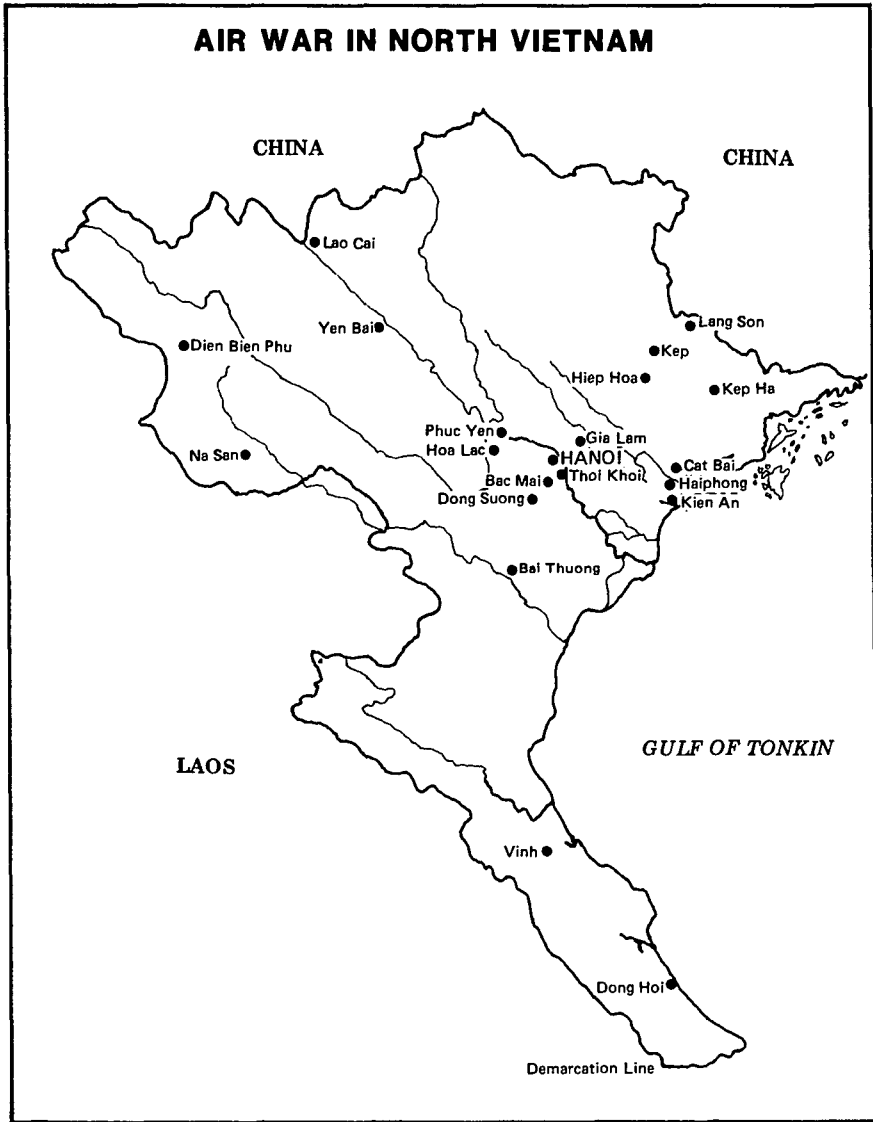 AIR WAR IN NORTH VIETNAM
CHINA
CHINA
Lao Cai
Lang Son
Yen Bai
Dien Bien Phu
Kep
Hiep Hoa
Kep Ha
Phuc Yen
Gia Lam
Hoa Lac
Na San
HANOI
Cat Bai
Thoi Khoi
Bac Mai
Haiphong
Dong Suong
Kien An
Bai Thuong
GULF OF TONKIN
LAOS
Vinh
Dong Hoi
Demarcation Line